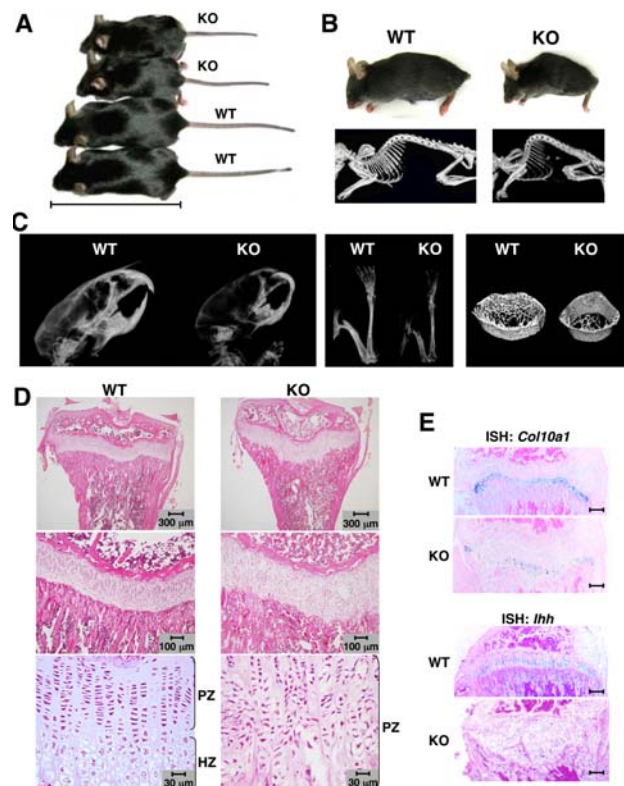 A
KO
KO
WT
WT
B
WT
KO
C
WT
KO
WT
KO
WT
KO
D
WT
KO
300 µm
300 µm
100 µm
100 µm
PZ
HZ
30 µm
PZ
30 µm
E
ISH: Col10a1
WT
KO
ISH: Ihh
WT
KO